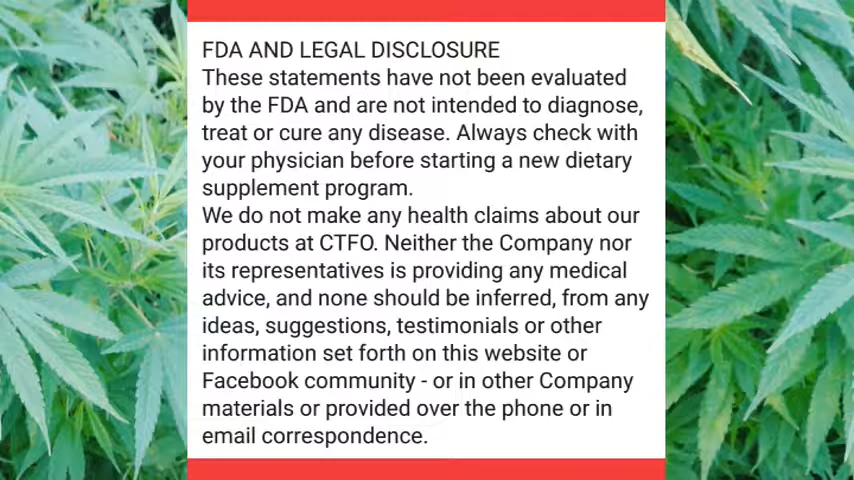 FDA AND LEGAL DISCLOSURE
These statements have not been evaluated
by the FDA and are not intended to diagnose,
treat or cure any disease. Always check with
your physician before starting a new dietary
supplement program.
We do not make any health claims about our
products at CTFO. Neither the Company nor
its representatives is providing any medical
advice, and none should be inferred, from any
ideas, suggestions, testimonials or other
information set forth on this website or
Facebook community - or in other Company
materials or provided over the phone or in
email correspondence.